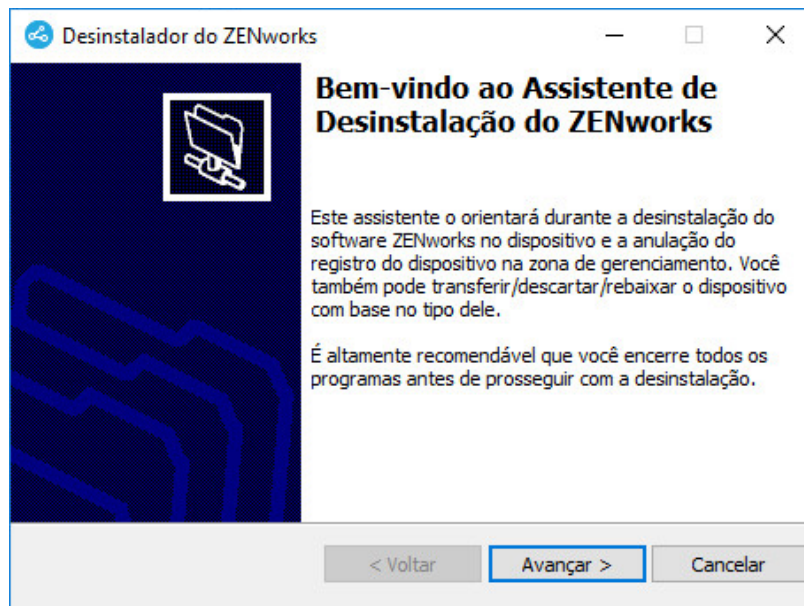 Desinstalador do ZENworks
Bem-vindo ao Assistente de
Desinstalação do ZENworks
Este assistente o orientará durante a desinstalação do
software ZENworks no dispositivo e a anulação do
registro do dispositivo na zona de gerenciamento. Você
também pode transferir/descartar/rebaixar o dispositivo
com base no tipo dele.
É altamente recomendável que você encerre todos os
programas antes de prosseguir com a desinstalação.
< Voltar
Avançar >
Cancelar